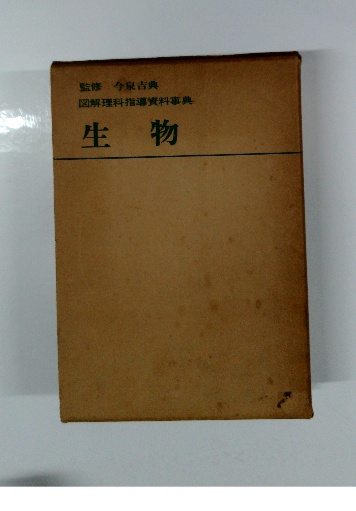 監修 今泉吉典
図解理科指導資料事典
生物